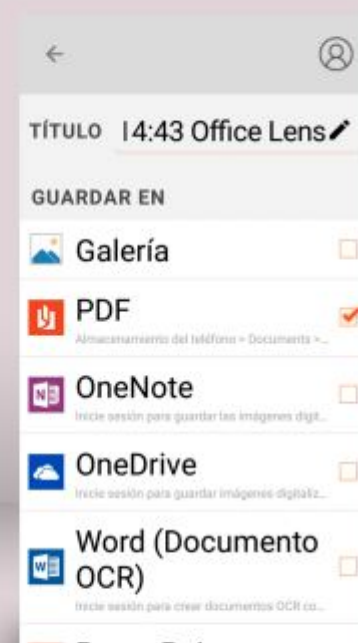 TÍTULO 14:43 Office Lens
GUARDAR EN
Galería
PDF
Almacenamiento del teléfono > Documents >...
OneNote
Inicie sesión para guardar las imágenes digit...
OneDrive
Inicie sesión para guardar imágenes digitaliz...
Word (Documento
OCR)
Inicie sesión para crear documentos OCR co...